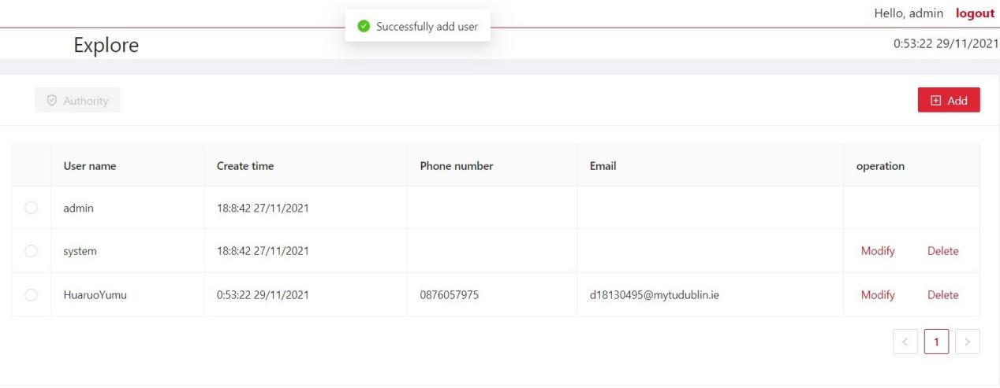 Hello, admin logout
Successfully add user
Explore 0:53:22 29/11/2021
Authority Add
User name Create time Phone number Email operation
admin 18:8:42 27/11/2021
system 18:8:42 27/11/2021 Modify Delete
HuaruoYumu 0:53:22 29/11/2021 0876057975 d18130495@mytudublin.ie Modify Delete
< 1 >